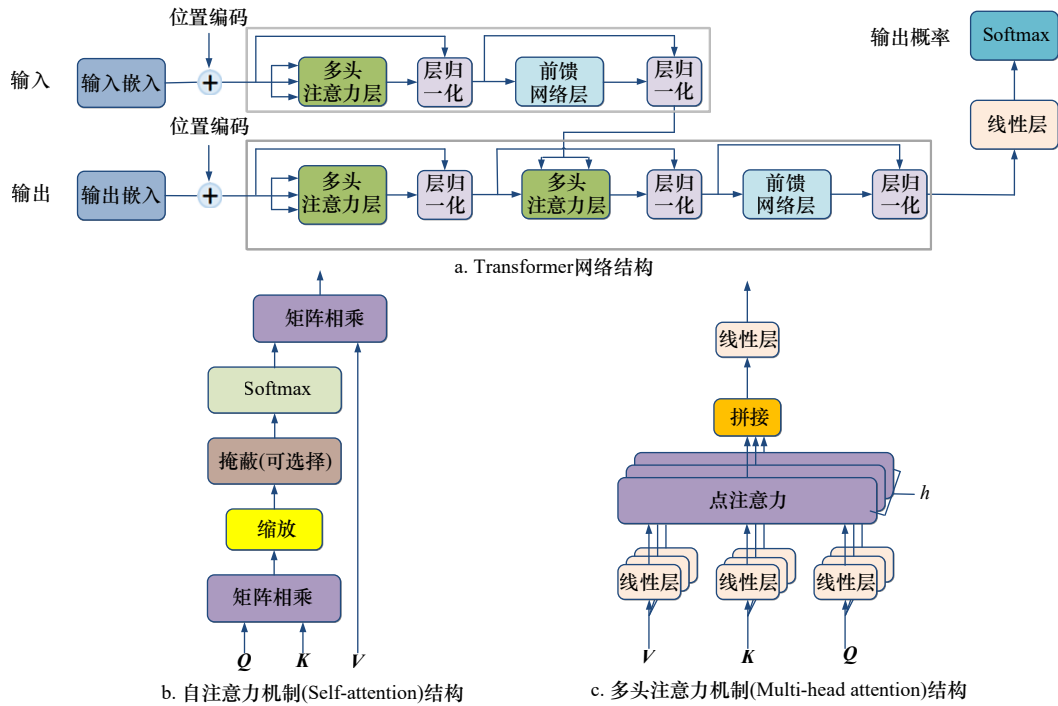 位置编码
输入
输入嵌入
+
多头
注意力层
层归
一化
前馈
网络层
层归
一化
输出概率
Softmax
线性层
位置编码
输出
输出嵌入
+
多头
注意力层
层归
一化
多头
注意力层
层归
一化
前馈
网络层
层归
一化
a. Transformer网络结构
矩阵相乘
Softmax
掩蔽(可选择)
缩放
矩阵相乘
Q K V
b. 自注意力机制(Self-attention)结构
线性层
拼接
点注意力
h
线性层 线性层 线性层
V K Q
c. 多头注意力机制(Multi-head attention)结构